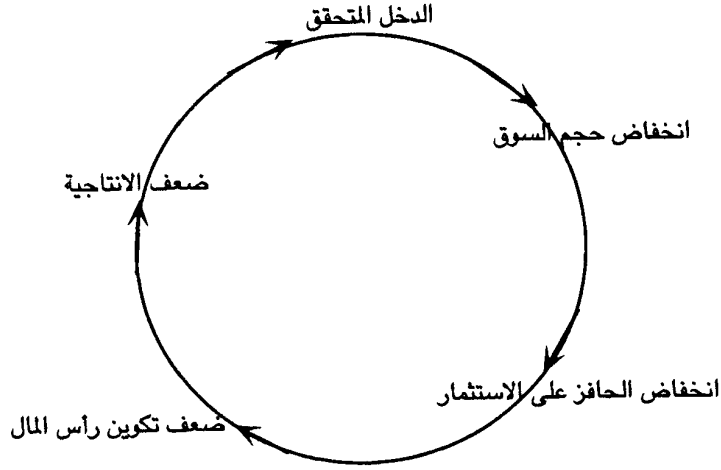 الدخل المتحقق
انخفاض حجم السوق
انخفاض الحافز على الاستثمار
ضعف تكوين رأس المال
ضعف الانتاجية